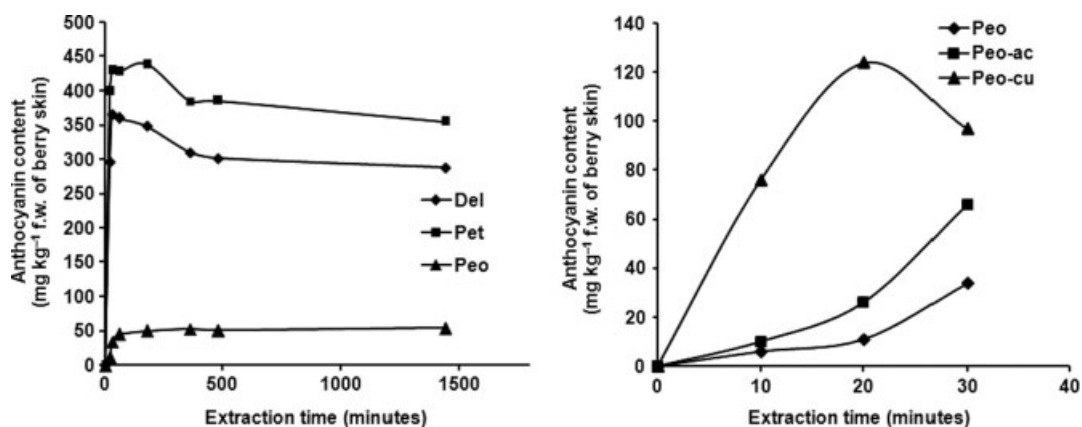 500
450
400
350
300
250
200
150
100
50
0
Anthocyanin content
(mg kg⁻¹ f.w. of berry skin)
Del
Pet
Peo
0 500 1000 1500
Extraction time (minutes)
140
120
100
80
60
40
20
0
Anthocyanin content
(mg kg⁻¹ f.w. of berry skin)
Peo
Peo-ac
Peo-cu
0 10 20 30 40
Extraction time (minutes)